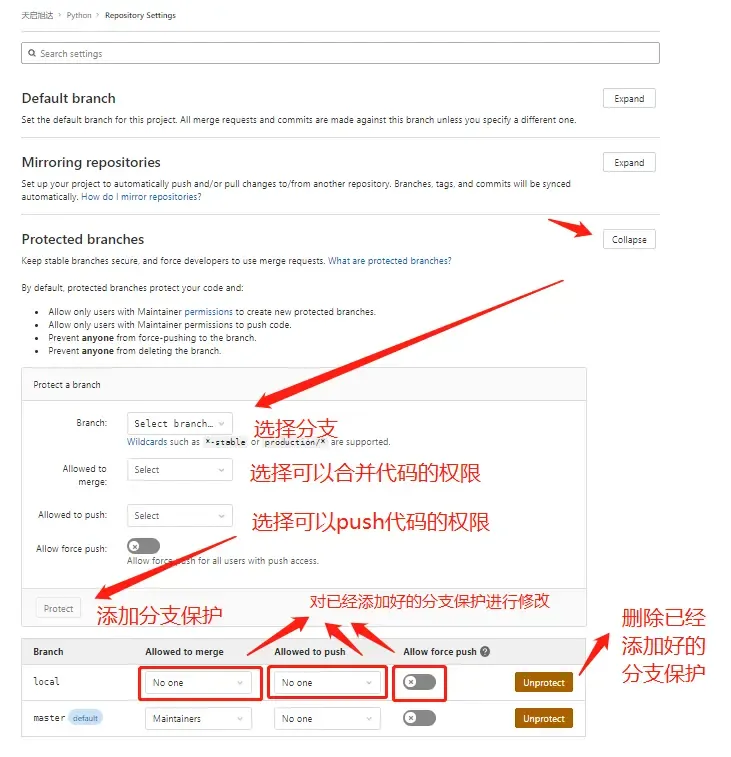 天启旭达 › Python › Repository Settings
Search settings
Default branch
Expand
Set the default branch for this project. All merge requests and commits are made against this branch unless you specify a different one.
Mirroring repositories
Expand
Set up your project to automatically push and/or pull changes to/from another repository. Branches, tags, and commits will be synced
automatically. How do I mirror repositories?
Protected branches
Collapse
Keep stable branches secure, and force developers to use merge requests. What are protected branches?
By default, protected branches protect your code and:
• Allow only users with Maintainer permissions to create new protected branches.
• Allow only users with Maintainer permissions to push code.
• Prevent anyone from force-pushing to the branch.
• Prevent anyone from deleting the branch.
Protect a branch
Branch:
Select branch…
选择分支
Wildcards such as *-stable or production/* are supported.
Allowed to
merge:
Select
选择可以合并代码的权限
Allowed to push:
Select
选择可以push代码的权限
Allow force push:
Allow force push for all users with push access.
Protect
添加分支保护
对已经添加好的分支保护进行修改
删除已经
添加好的
分支保护
Branch Allowed to merge Allowed to push Allow force push ?
local No one No one Unprotect
master default Maintainers No one Unprotect